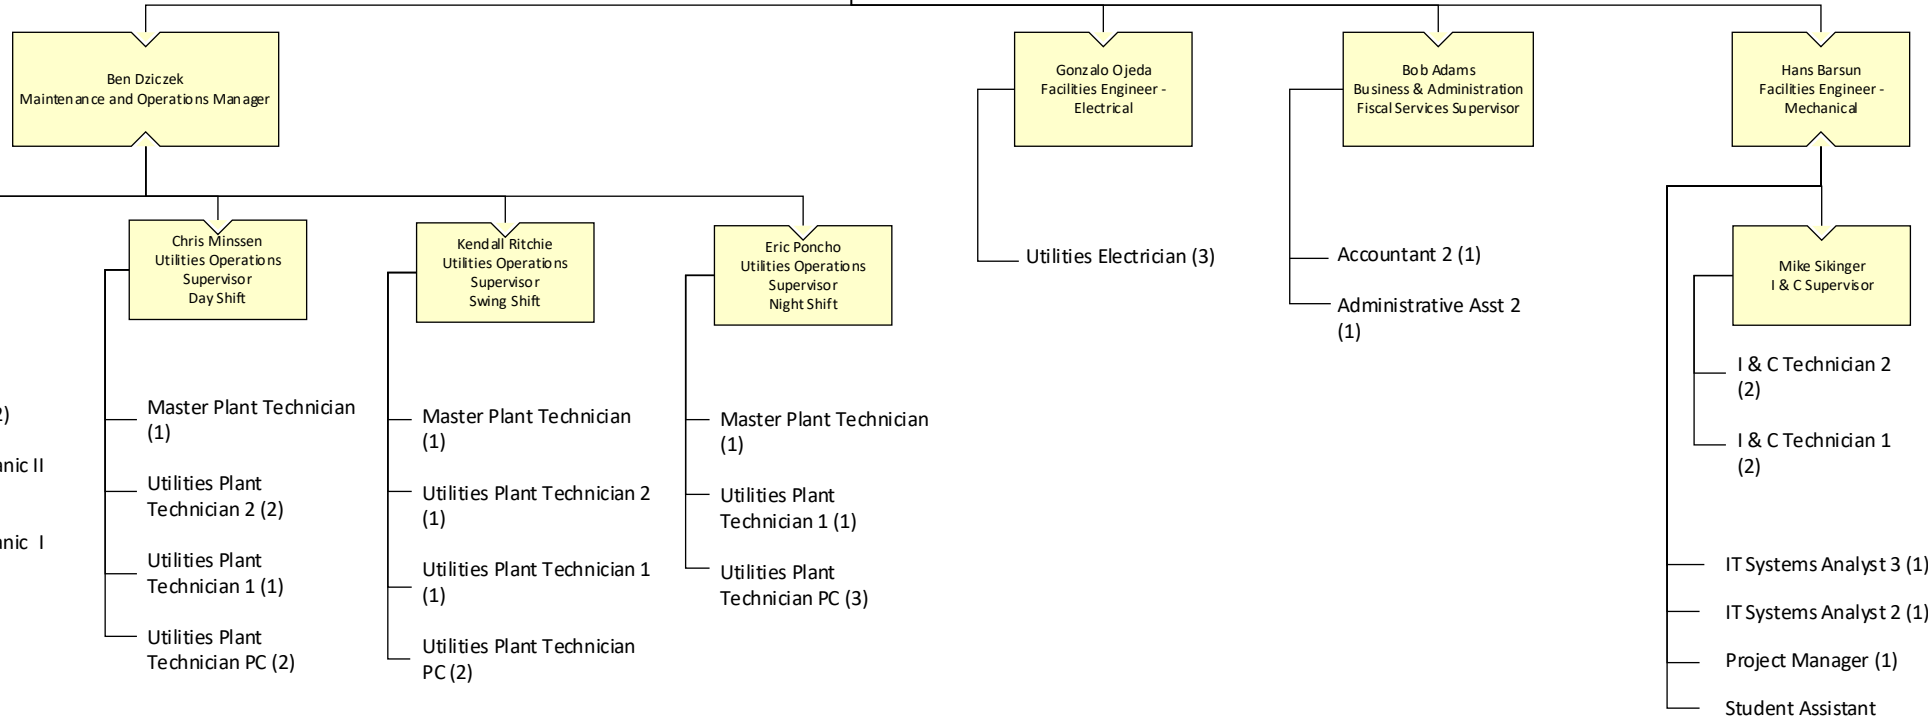 Ben Dziczek
Maintenance and Operations Manager
Gonzalo Ojeda
Facilities Engineer -
Electrical
Bob Adams
Business & Administration
Fiscal Services Supervisor
Hans Barsun
Facilities Engineer -
Mechanical
Chris Minssen
Utilities Operations
Supervisor
Day Shift
Kendall Ritchie
Utilities Operations
Supervisor
Swing Shift
Eric Poncho
Utilities Operations
Supervisor
Night Shift
Utilities Electrician (3)
Accountant 2 (1)
Administrative Asst 2
(1)
Mike Sikinger
I & C Supervisor
I & C Technician 2
(2)
I & C Technician 1
(2)
2)
anic II
anic I
Master Plant Technician
(1)
Utilities Plant
Technician 2 (2)
Utilities Plant
Technician 1 (1)
Utilities Plant
Technician PC (2)
Master Plant Technician
(1)
Utilities Plant Technician 2
(1)
Utilities Plant Technician 1
(1)
Utilities Plant Technician
PC (2)
Master Plant Technician
(1)
Utilities Plant
Technician 1 (1)
Utilities Plant
Technician PC (3)
IT Systems Analyst 3 (1)
IT Systems Analyst 2 (1)
Project Manager (1)
Student Assistant